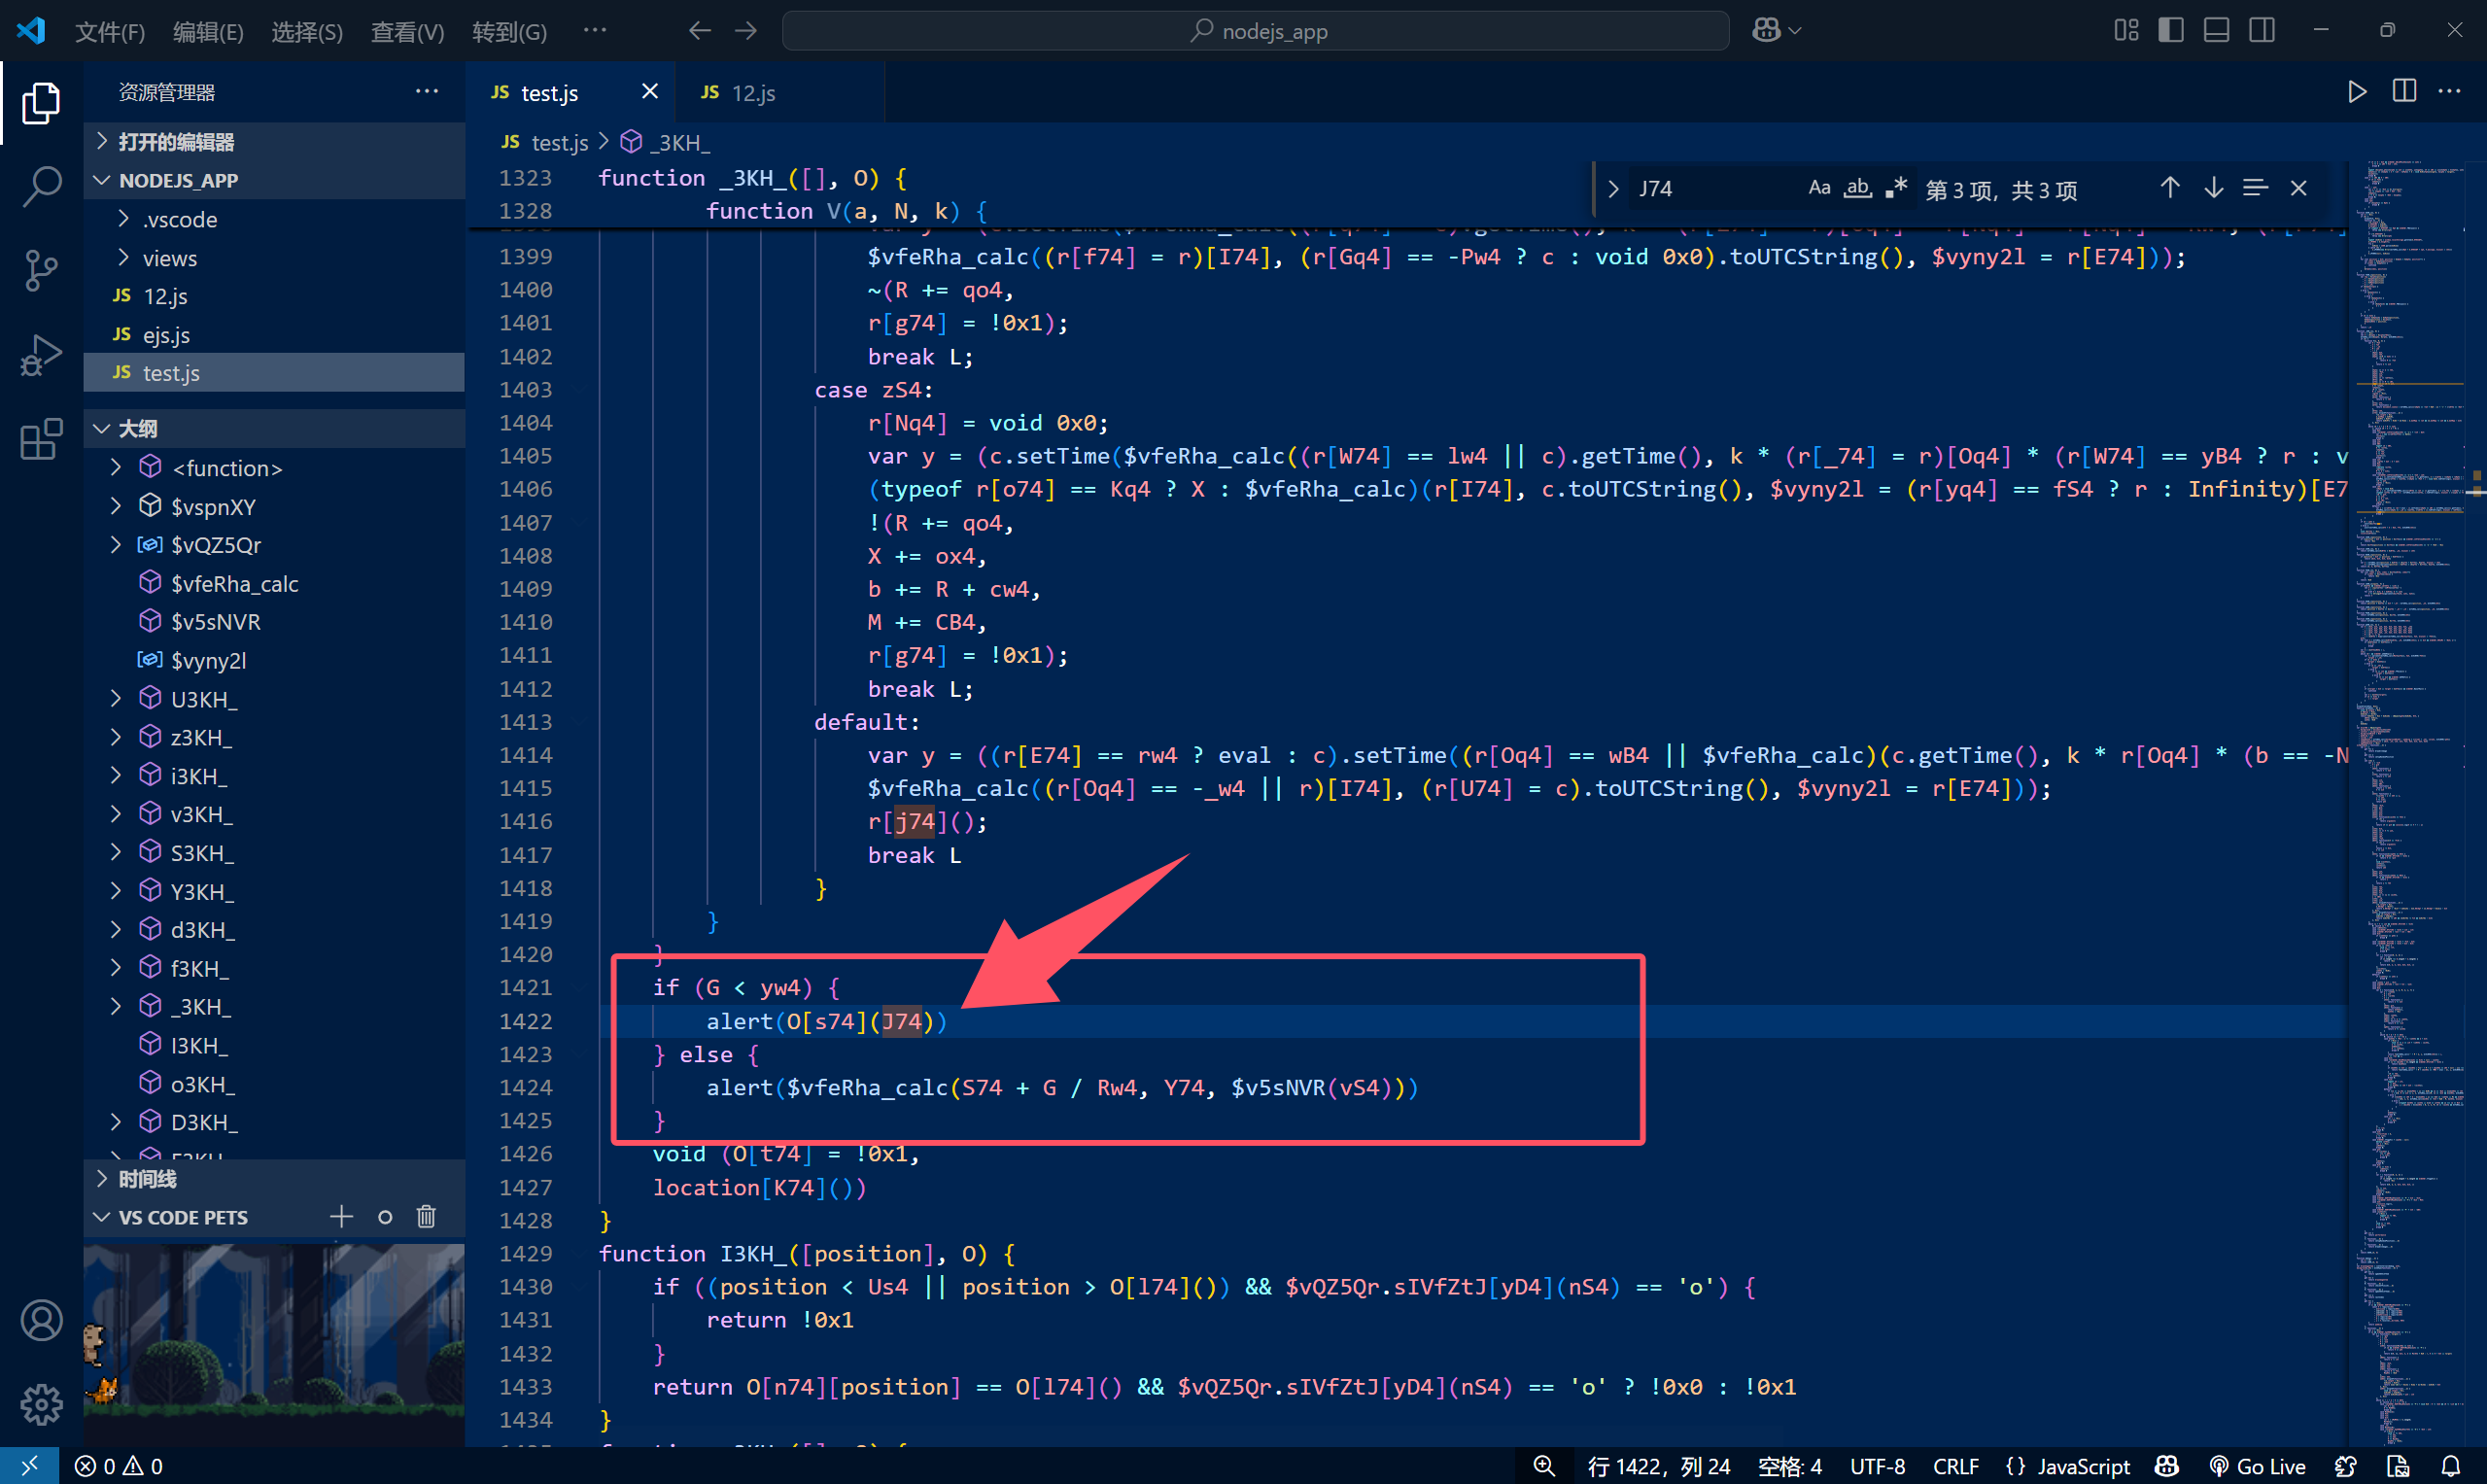 文件(F) 编辑(E) 选择(S) 查看(V) 转到(G) ··· nodejs_app
资源管理器 ···
打开的编辑器
NODEJS_APP
.vscode
views
JS 12.js
JS ejs.js
JS test.js
大纲
<function>
$vspnXY
$vQZ5Qr
$vfeRha_calc
$v5sNVR
$vyny2l
U3KH_
z3KH_
i3KH_
v3KH_
S3KH_
Y3KH_
d3KH_
f3KH_
_3KH_
I3KH_
o3KH_
D3KH_
时间线
VS CODE PETS
JS test.js JS 12.js
JS test.js > _3KH_
J74 Aa ab 第 3 项，共 3 项
1323 function _3KH_([], O) {
1328 function V(a, N, k) {
1399 $vfeRha_calc((r[f74] = r)[I74], (r[Gq4] == -Pw4 ? c : void 0x0).toUTCString(), $vyny2l = r[E74]));
1400 ~(R += qo4,
1401 r[g74] = !0x1);
1402 break L;
1403 case zS4:
1404 r[Nq4] = void 0x0;
1405 var y = (c.setTime($vfeRha_calc((r[W74] == lw4 || c).getTime(), k * (r[_74] = r)[Oq4] * (r[W74] == yB4 ? r : v
1406 (typeof r[o74] == Kq4 ? X : $vfeRha_calc)(r[I74], c.toUTCString(), $vyny2l = (r[yq4] == fS4 ? r : Infinity)[E7
1407 !(R += qo4,
1408 X += ox4,
1409 b += R + cw4,
1410 M += CB4,
1411 r[g74] = !0x1);
1412 break L;
1413 default:
1414 var y = ((r[E74] == rw4 ? eval : c).setTime((r[Oq4] == wB4 || $vfeRha_calc)(c.getTime(), k * r[Oq4] * (b == -N
1415 $vfeRha_calc((r[Oq4] == -_w4 || r)[I74], (r[U74] = c).toUTCString(), $vyny2l = r[E74]));
1416 r[j74]();
1417 break L
1418 }
1419 }
1420 }
1421 if (G < yw4) {
1422 alert(O[s74](J74))
1423 } else {
1424 alert($vfeRha_calc(S74 + G / Rw4, Y74, $v5sNVR(vS4)))
1425 }
1426 void (O[t74] = !0x1,
1427 location[K74]())
1428 }
1429 function I3KH_([position], O) {
1430 if ((position < Us4 || position > O[l74]()) && $vQZ5Qr.sIVfZtJ[yD4](nS4) == 'o') {
1431 return !0x1
1432 }
1433 return O[n74][position] == O[l74]() && $vQZ5Qr.sIVfZtJ[yD4](nS4) == 'o' ? !0x0 : !0x1
1434 }
0 0 行 1422，列 24 空格: 4 UTF-8 CRLF {} JavaScript Go Live